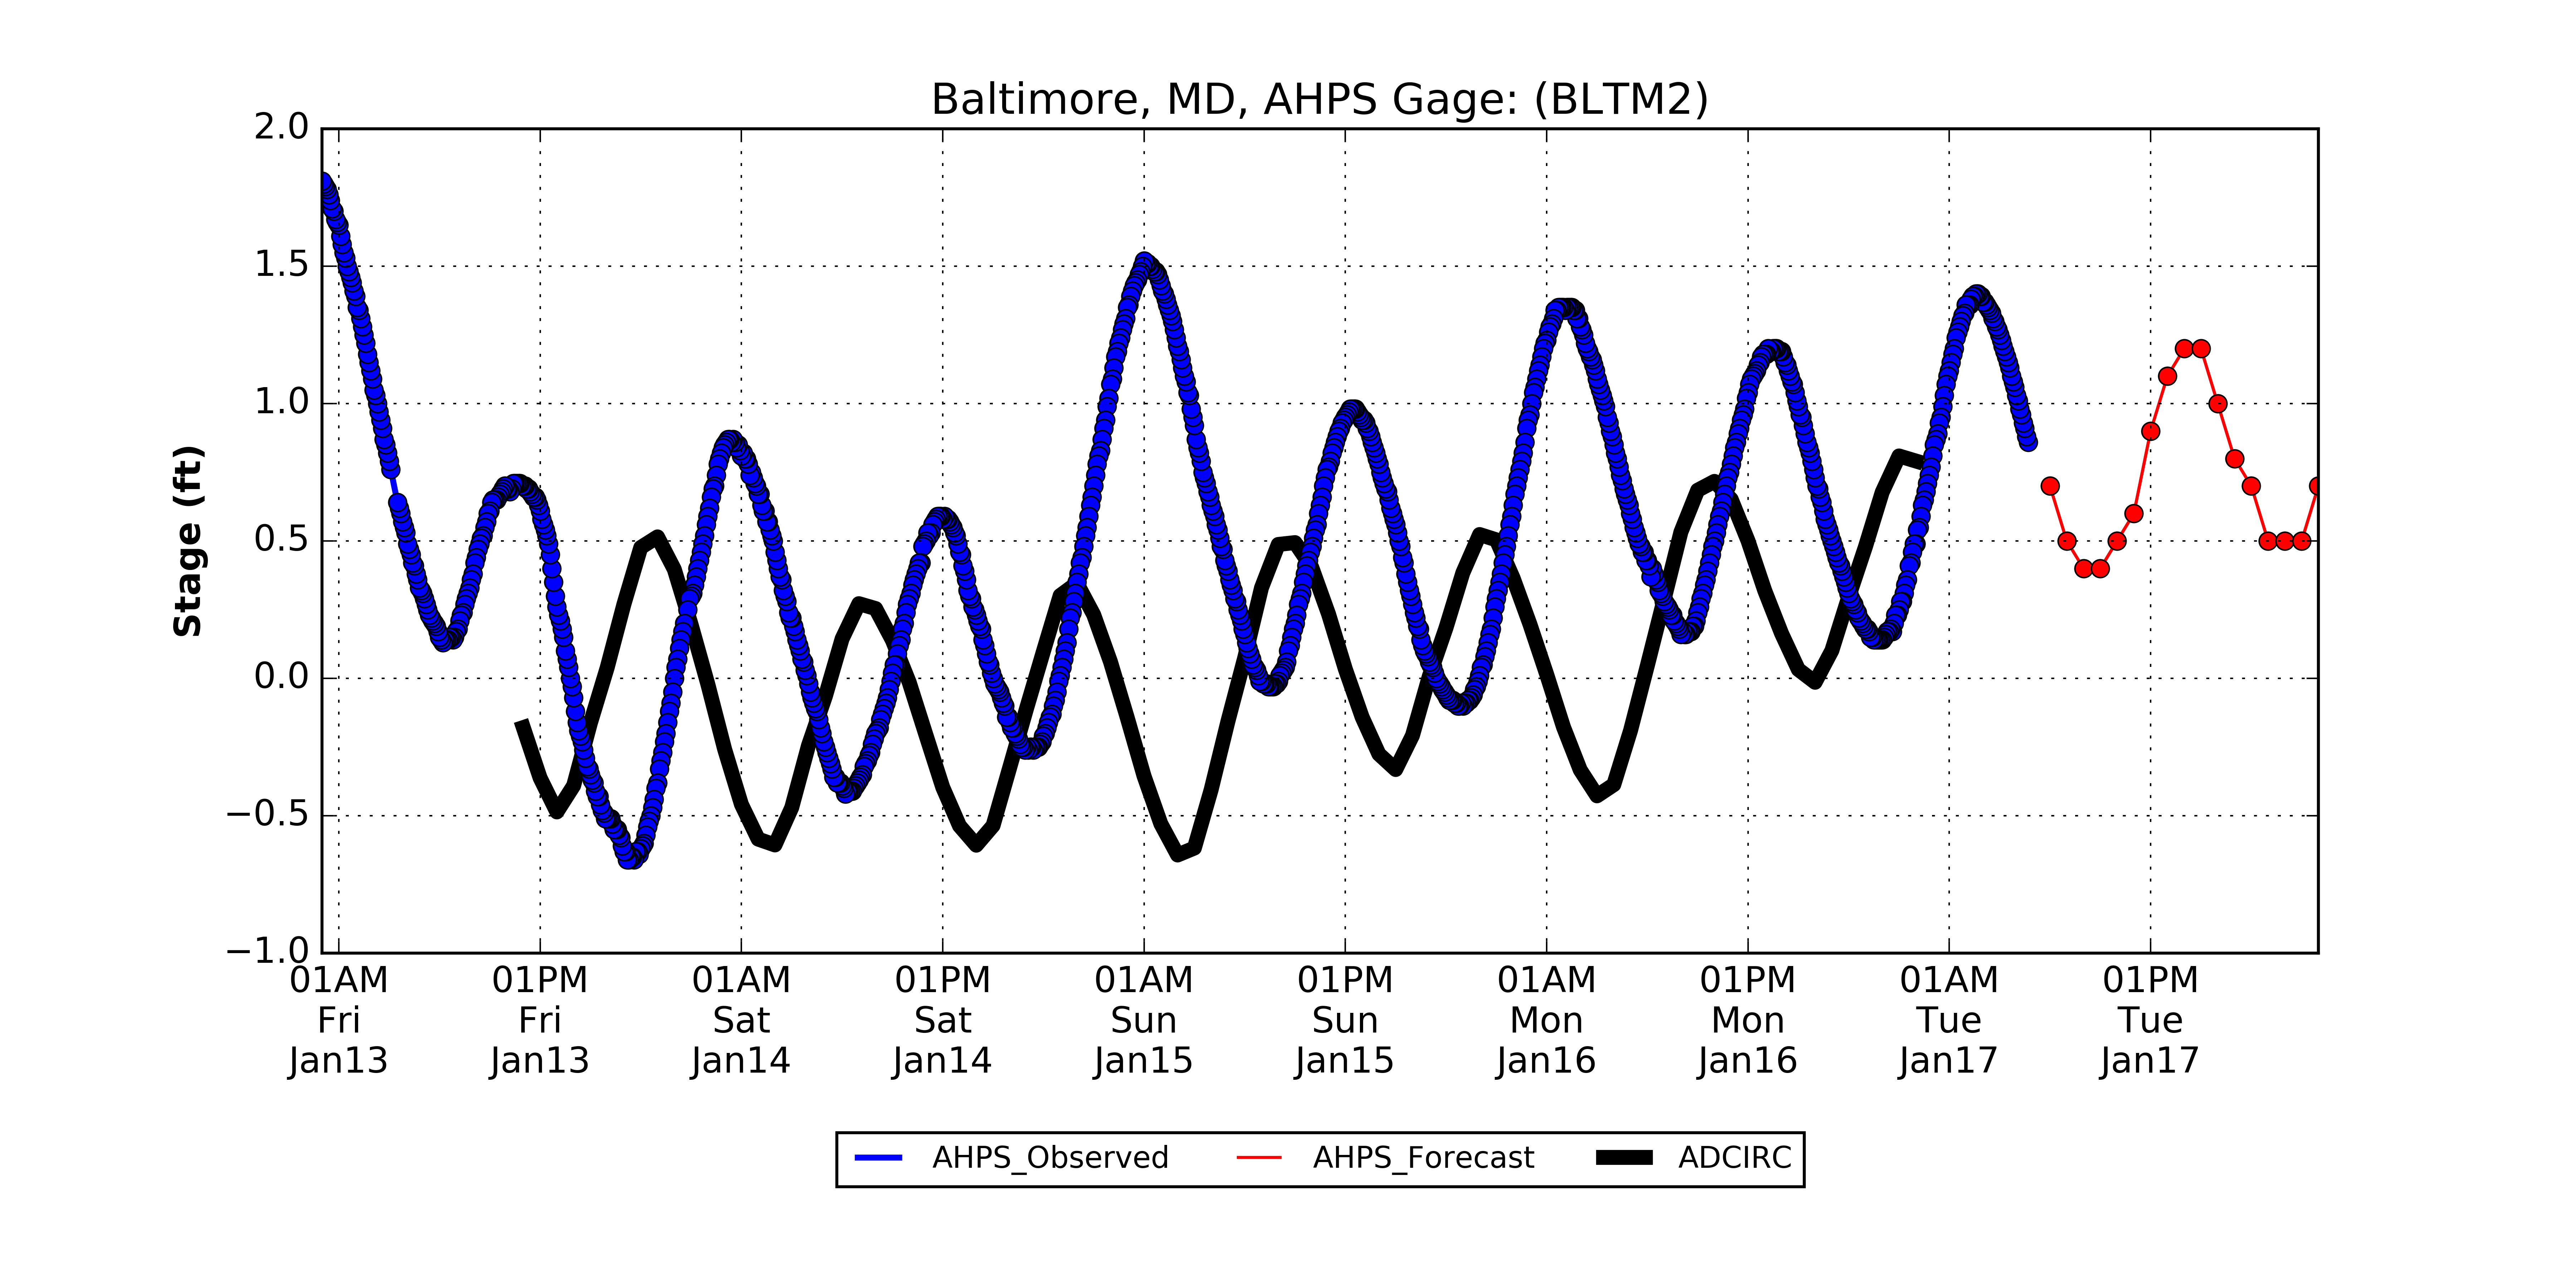 Baltimore, MD, AHPS Gage: (BLTM2)
2.0
1.5
1.0
0.5
0.0
−0.5
−1.0
Stage (ft)
01AM 01PM 01AM 01PM 01AM 01PM 01AM 01PM 01AM 01PM
Fri Fri Sat Sat Sun Sun Mon Mon Tue Tue
Jan13 Jan13 Jan14 Jan14 Jan15 Jan15 Jan16 Jan16 Jan17 Jan17
AHPS_Observed AHPS_Forecast ADCIRC